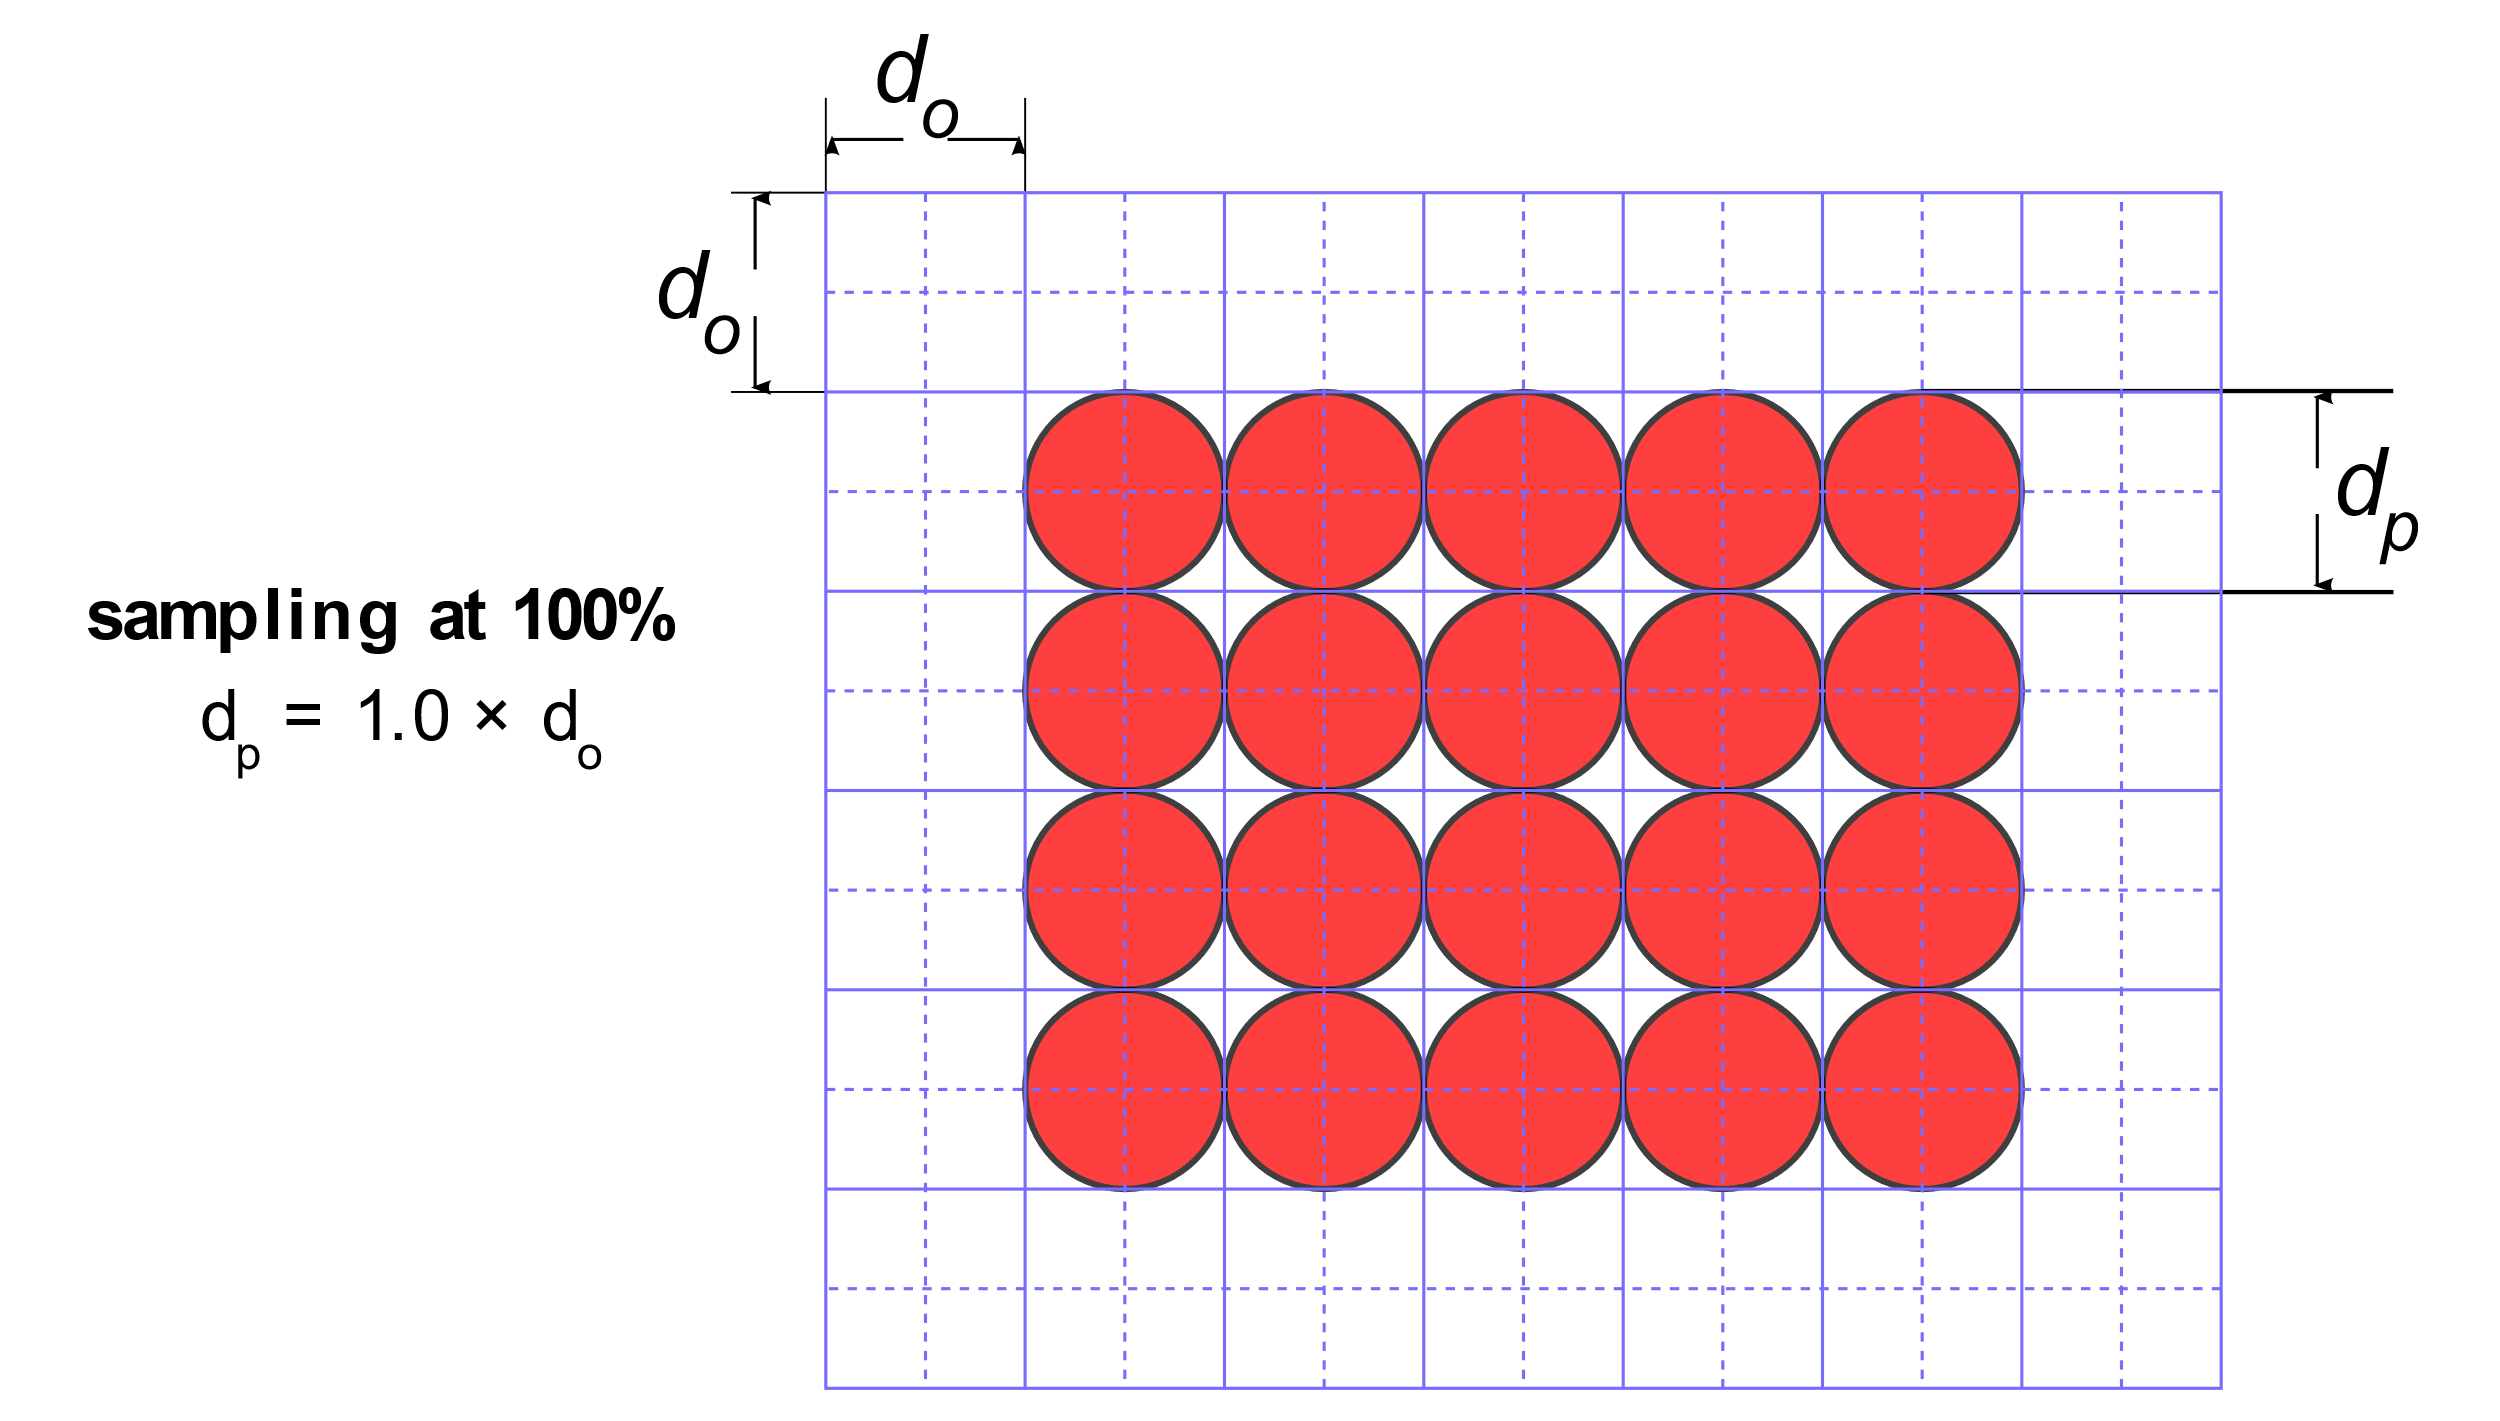 dₒ
dₒ
dₚ
sampling at 100%
dₚ = 1.0 × dₒ